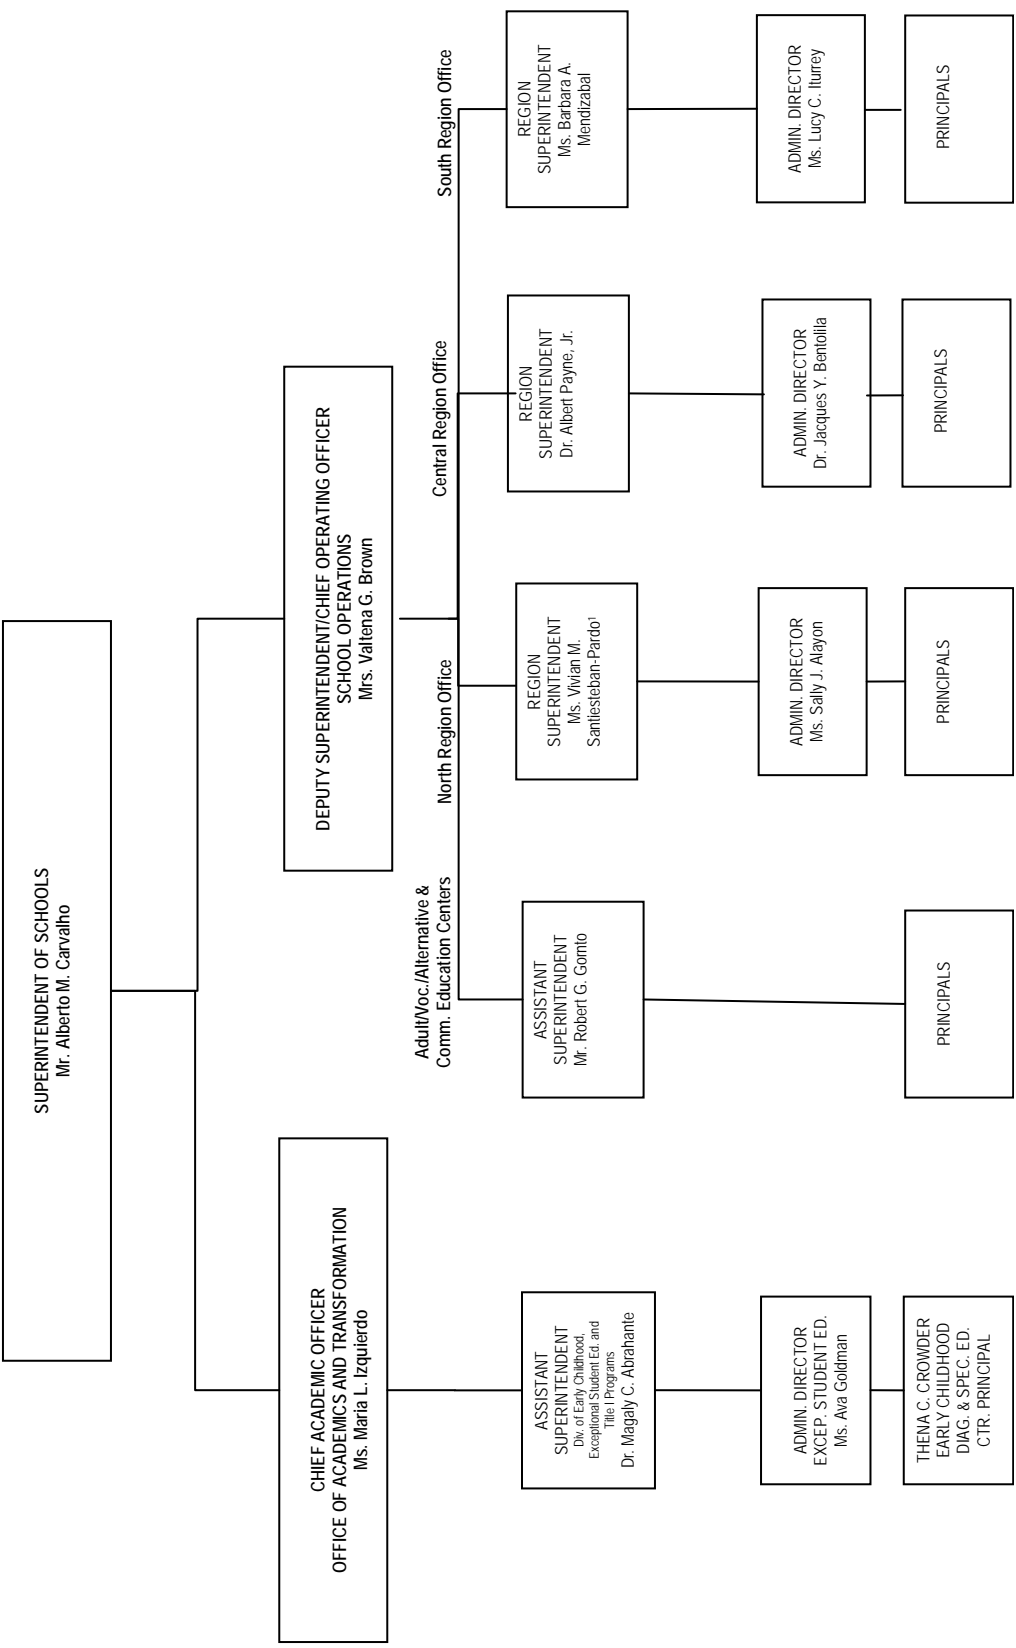 SUPERINTENDENT OF SCHOOLS
Mr. Alberto M. Carvalho
CHIEF ACADEMIC OFFICER
OFFICE OF ACADEMICS AND TRANSFORMATION
Ms. Maria L. Izquierdo
DEPUTY SUPERINTENDENT/CHIEF OPERATING OFFICER
SCHOOL OPERATIONS
Mrs. Valtena G. Brown
Adult/Voc./Alternative &
Comm. Education Centers
North Region Office
Central Region Office
South Region Office
ASSISTANT
SUPERINTENDENT
Div. of Early Childhood,
Exceptional Student Ed. and
Title I Programs
Dr. Magaly C. Abrahante
ASSISTANT
SUPERINTENDENT
Mr. Robert G. Gornto
REGION
SUPERINTENDENT
Ms. Vivian M.
Santiesteban-Pardo¹
REGION
SUPERINTENDENT
Dr. Albert Payne, Jr.
REGION
SUPERINTENDENT
Ms. Barbara A.
Mendizabal
ADMIN. DIRECTOR
EXCEP. STUDENT ED.
Ms. Ava Goldman
ADMIN. DIRECTOR
Ms. Sally J. Alayon
ADMIN. DIRECTOR
Dr. Jacques Y. Bentolila
ADMIN. DIRECTOR
Ms. Lucy C. Iturrey
THENA C. CROWDER
EARLY CHILDHOOD
DIAG. & SPEC. ED.
CTR. PRINCIPAL
PRINCIPALS
PRINCIPALS
PRINCIPALS
PRINCIPALS